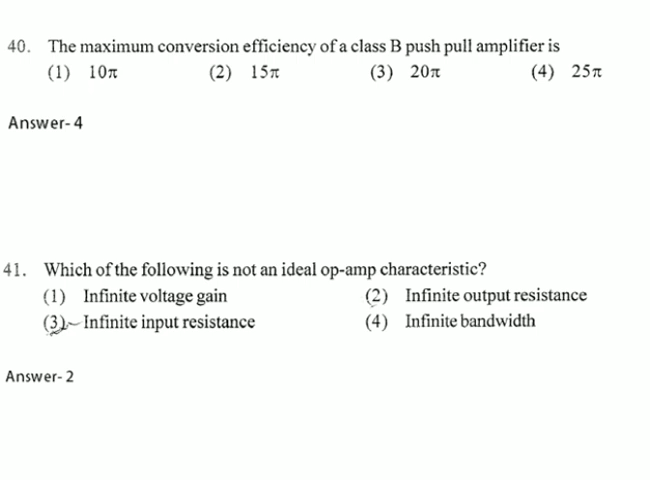 40. The maximum conversion efficiency of a class B push pull amplifier is
(1) 10π (2) 15π (3) 20π (4) 25π
Answer- 4
41. Which of the following is not an ideal op-amp characteristic?
(1) Infinite voltage gain (2) Infinite output resistance
(3) Infinite input resistance (4) Infinite bandwidth
Answer- 2